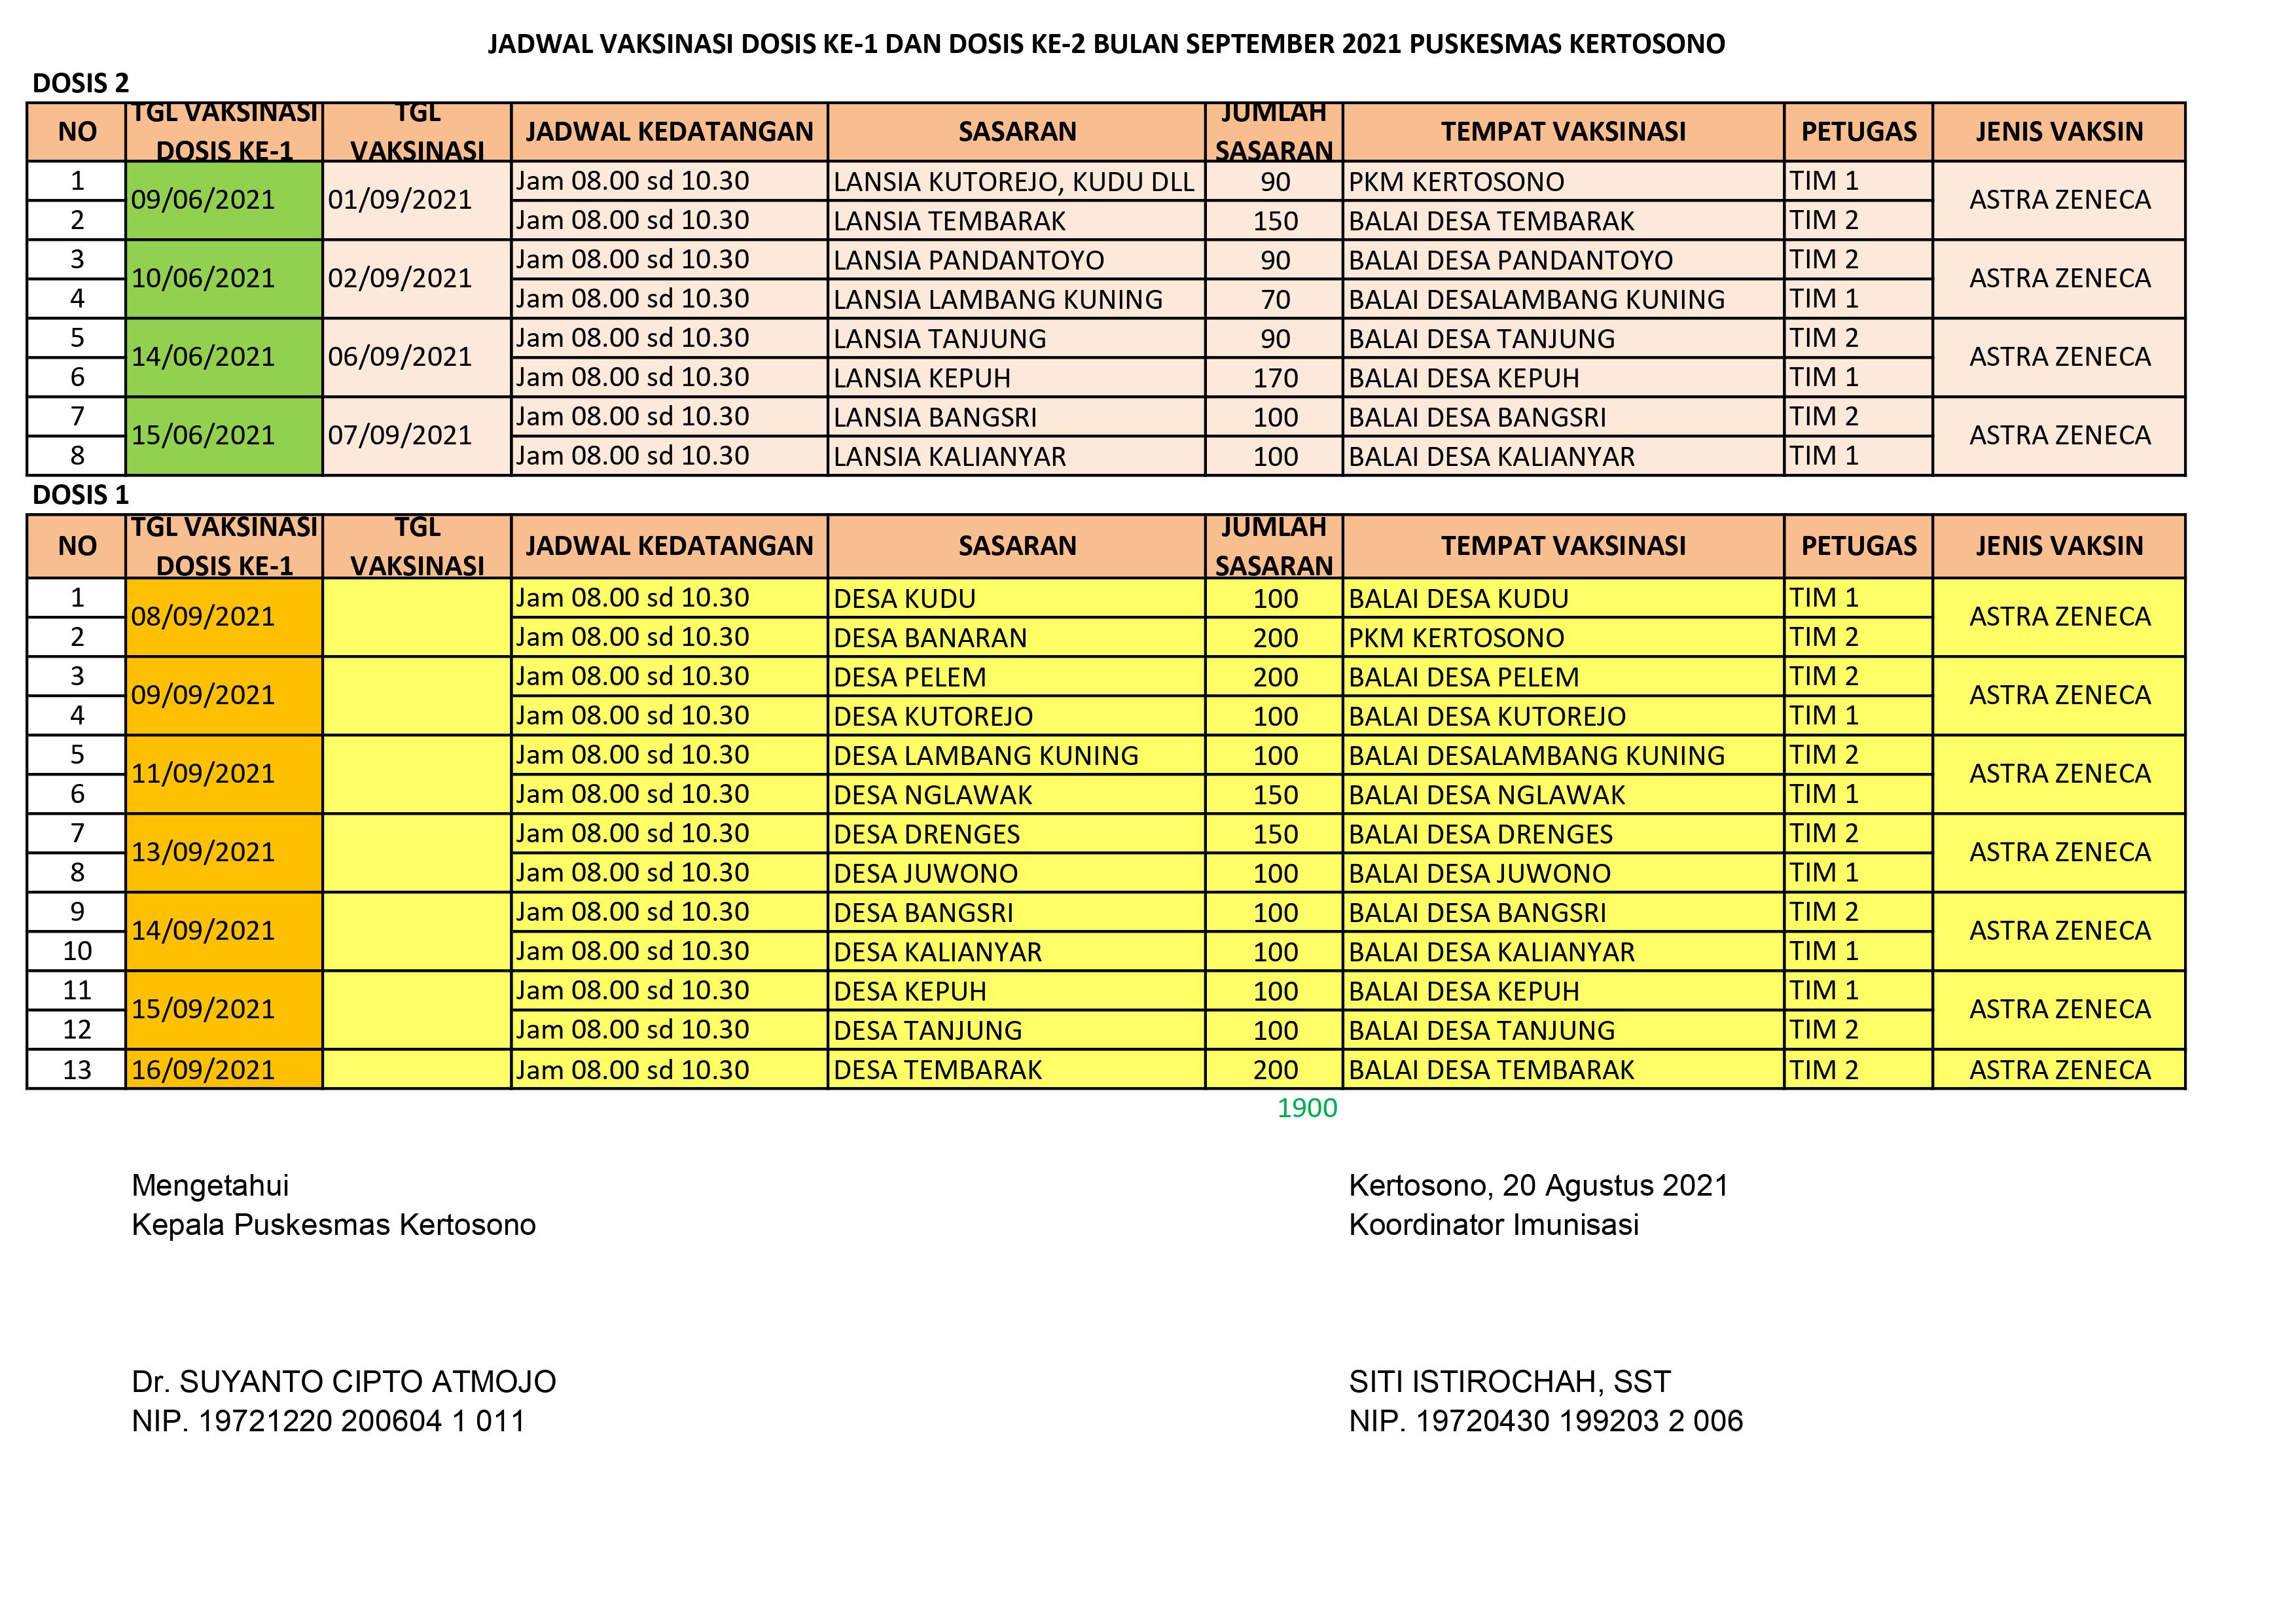 JADWAL VAKSINASI DOSIS KE-1 DAN DOSIS KE-2 BULAN SEPTEMBER 2021 PUSKESMAS KERTOSONO
DOSIS 2
NO TGL VAKSINASI DOSIS KE-1 TGL VAKSINASI JADWAL KEDATANGAN SASARAN JUMLAH SASARAN TEMPAT VAKSINASI PETUGAS JENIS VAKSIN
1 09/06/2021 01/09/2021 Jam 08.00 sd 10.30 LANSIA KUTOREJO, KUDU DLL 90 PKM KERTOSONO TIM 1 ASTRA ZENECA
2 Jam 08.00 sd 10.30 LANSIA TEMBARAK 150 BALAI DESA TEMBARAK TIM 2
3 10/06/2021 02/09/2021 Jam 08.00 sd 10.30 LANSIA PANDANTOYO 90 BALAI DESA PANDANTOYO TIM 2 ASTRA ZENECA
4 Jam 08.00 sd 10.30 LANSIA LAMBANG KUNING 70 BALAI DESALAMBANG KUNING TIM 1
5 14/06/2021 06/09/2021 Jam 08.00 sd 10.30 LANSIA TANJUNG 90 BALAI DESA TANJUNG TIM 2 ASTRA ZENECA
6 Jam 08.00 sd 10.30 LANSIA KEPUH 170 BALAI DESA KEPUH TIM 1
7 15/06/2021 07/09/2021 Jam 08.00 sd 10.30 LANSIA BANGSRI 100 BALAI DESA BANGSRI TIM 2 ASTRA ZENECA
8 Jam 08.00 sd 10.30 LANSIA KALIANYAR 100 BALAI DESA KALIANYAR TIM 1
DOSIS 1
NO TGL VAKSINASI DOSIS KE-1 TGL VAKSINASI JADWAL KEDATANGAN SASARAN JUMLAH SASARAN TEMPAT VAKSINASI PETUGAS JENIS VAKSIN
1 08/09/2021 Jam 08.00 sd 10.30 DESA KUDU 100 BALAI DESA KUDU TIM 1 ASTRA ZENECA
2 Jam 08.00 sd 10.30 DESA BANARAN 200 PKM KERTOSONO TIM 2
3 09/09/2021 Jam 08.00 sd 10.30 DESA PELEM 200 BALAI DESA PELEM TIM 2 ASTRA ZENECA
4 Jam 08.00 sd 10.30 DESA KUTOREJO 100 BALAI DESA KUTOREJO TIM 1
5 11/09/2021 Jam 08.00 sd 10.30 DESA LAMBANG KUNING 100 BALAI DESALAMBANG KUNING TIM 2 ASTRA ZENECA
6 Jam 08.00 sd 10.30 DESA NGLAWAK 150 BALAI DESA NGLAWAK TIM 1
7 13/09/2021 Jam 08.00 sd 10.30 DESA DRENGES 150 BALAI DESA DRENGES TIM 2 ASTRA ZENECA
8 Jam 08.00 sd 10.30 DESA JUWONO 100 BALAI DESA JUWONO TIM 1
9 14/09/2021 Jam 08.00 sd 10.30 DESA BANGSRI 100 BALAI DESA BANGSRI TIM 2 ASTRA ZENECA
10 Jam 08.00 sd 10.30 DESA KALIANYAR 100 BALAI DESA KALIANYAR TIM 1
11 15/09/2021 Jam 08.00 sd 10.30 DESA KEPUH 100 BALAI DESA KEPUH TIM 1 ASTRA ZENECA
12 Jam 08.00 sd 10.30 DESA TANJUNG 100 BALAI DESA TANJUNG TIM 2
13 16/09/2021 Jam 08.00 sd 10.30 DESA TEMBARAK 200 BALAI DESA TEMBARAK TIM 2 ASTRA ZENECA
1900
Mengetahui
Kepala Puskesmas Kertosono
Dr. SUYANTO CIPTO ATMOJO
NIP. 19721220 200604 1 011
Kertosono, 20 Agustus 2021
Koordinator Imunisasi
SITI ISTIROCHAH, SST
NIP. 19720430 199203 2 006